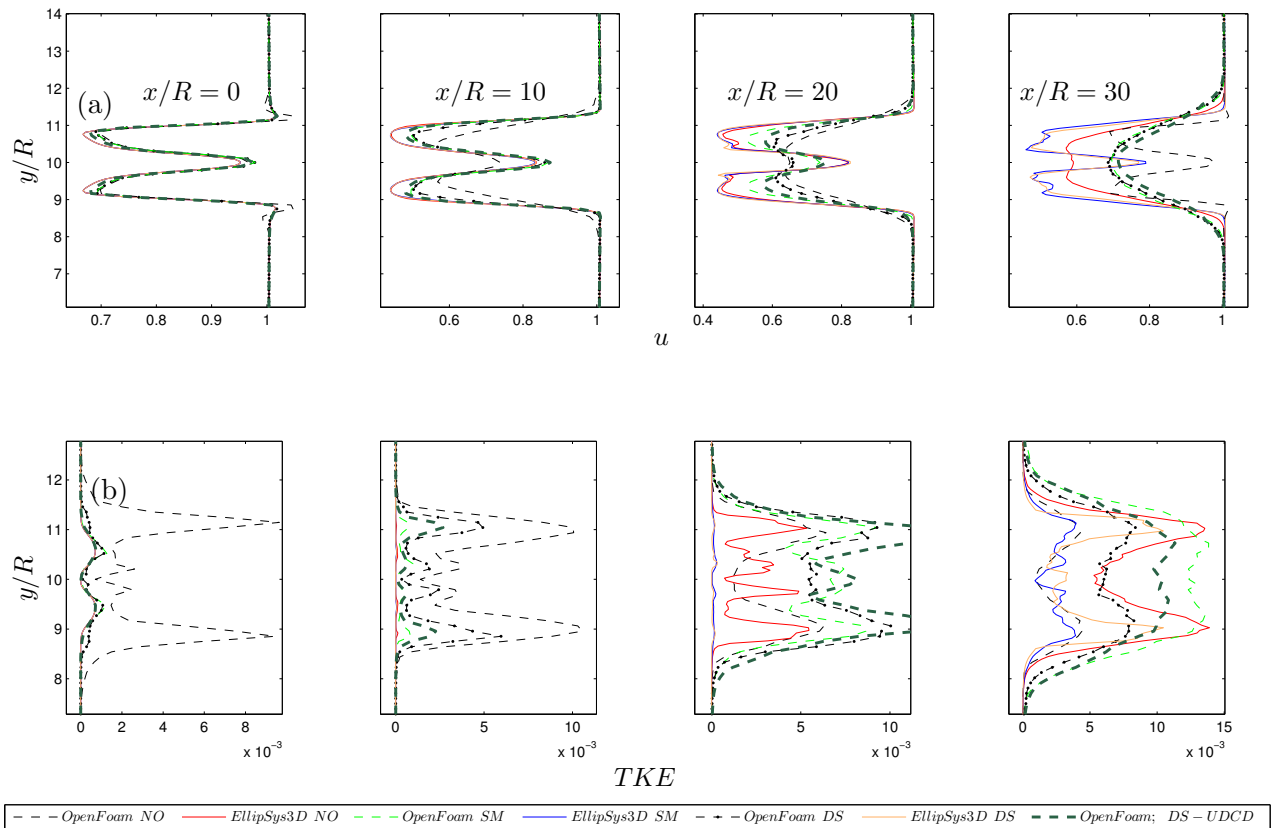 14
13
12
11
10
9
8
7
y/R
(a)
x/R = 0
x/R = 10
x/R = 20
x/R = 30
0.7 0.8 0.9 1
0.6 0.8 1
0.4 0.6 0.8 1
0.6 0.8 1
u
12
11
10
9
8
y/R
(b)
0 2 4 6 8
x 10⁻³
0 5 10
x 10⁻³
0 5 10
x 10⁻³
0 5 10 15
x 10⁻³
TKE
OpenFoam NO EllipSys3D NO OpenFoam SM EllipSys3D SM OpenFoam DS EllipSys3D DS OpenFoam; DS−UDCD